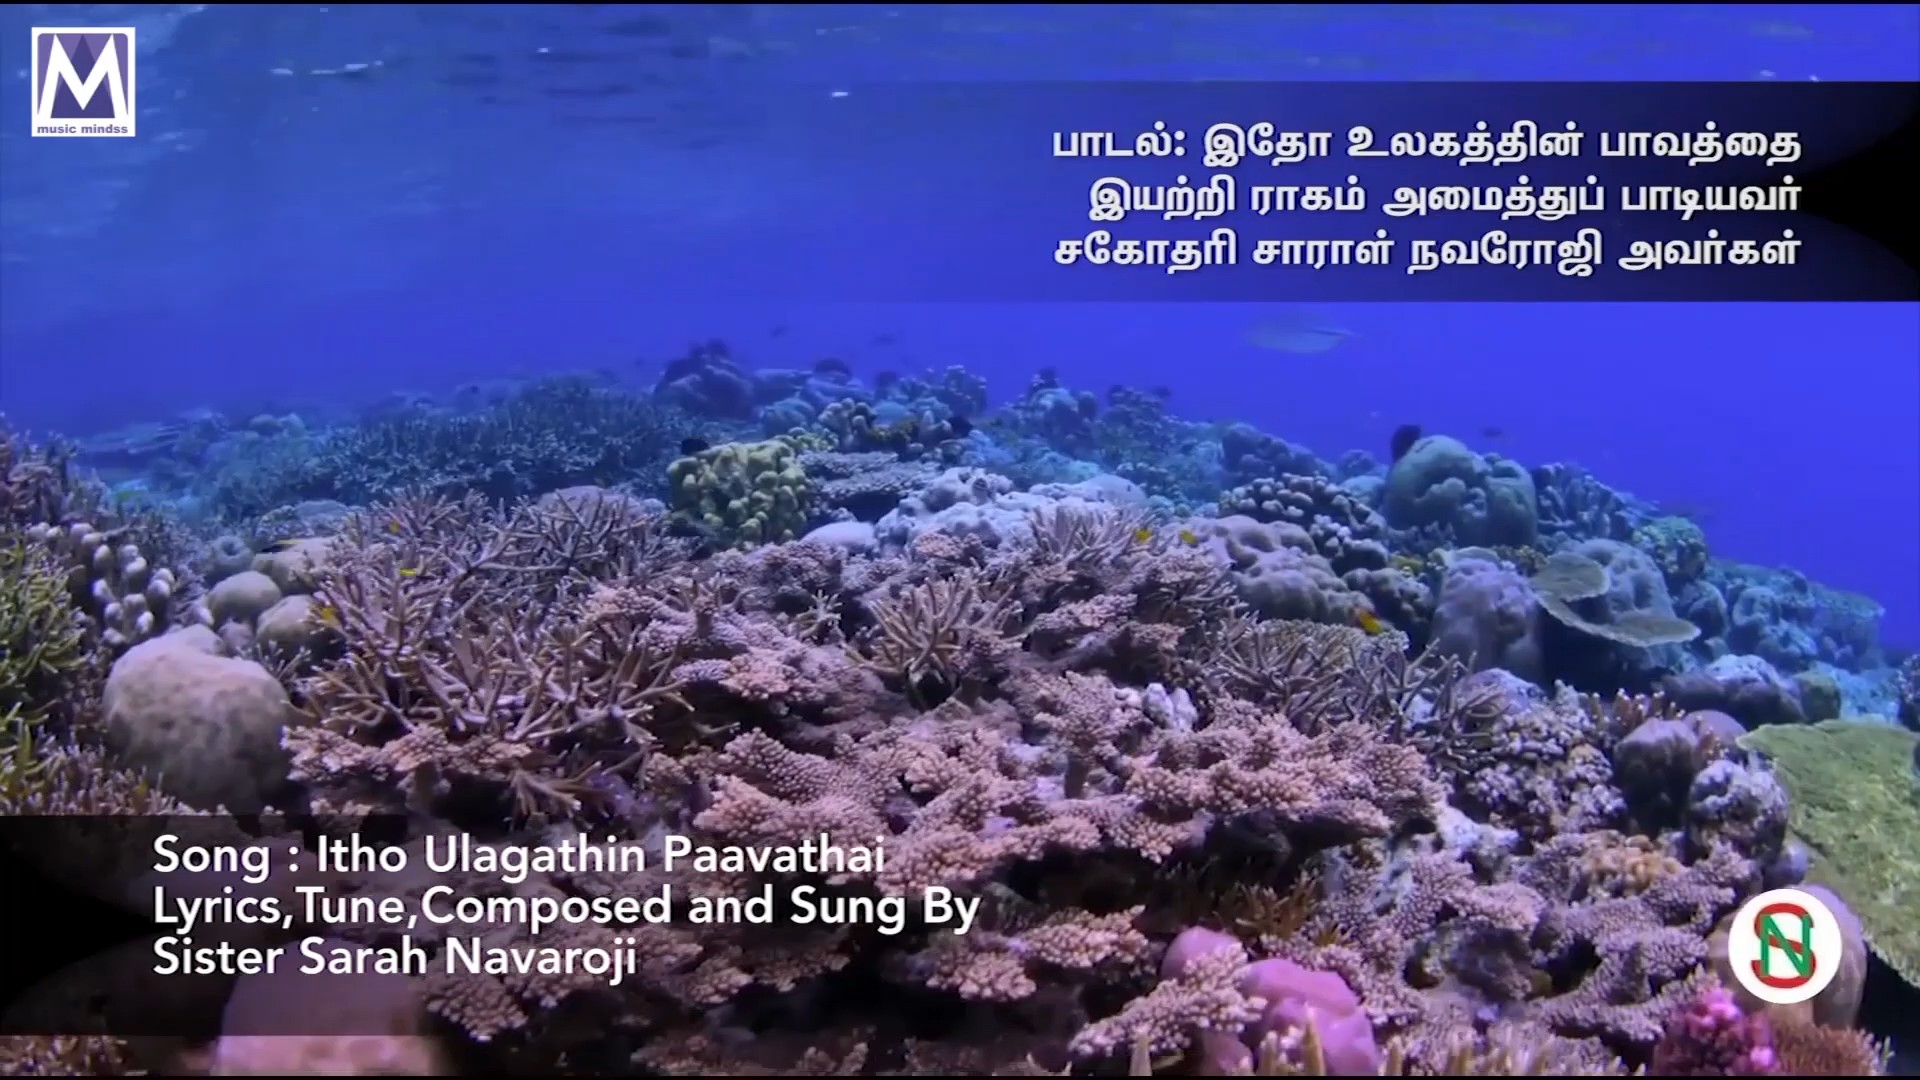 music mindss
பாடல்: இதோ உலகத்தின் பாவத்தை
இயற்றி ராகம் அமைத்துப் பாடியவர்
சகோதரி சாராள் நவரோஜி அவர்கள்
Song : Itho Ulagathin Paavathai
Lyrics,Tune,Composed and Sung By
Sister Sarah Navaroji
SN